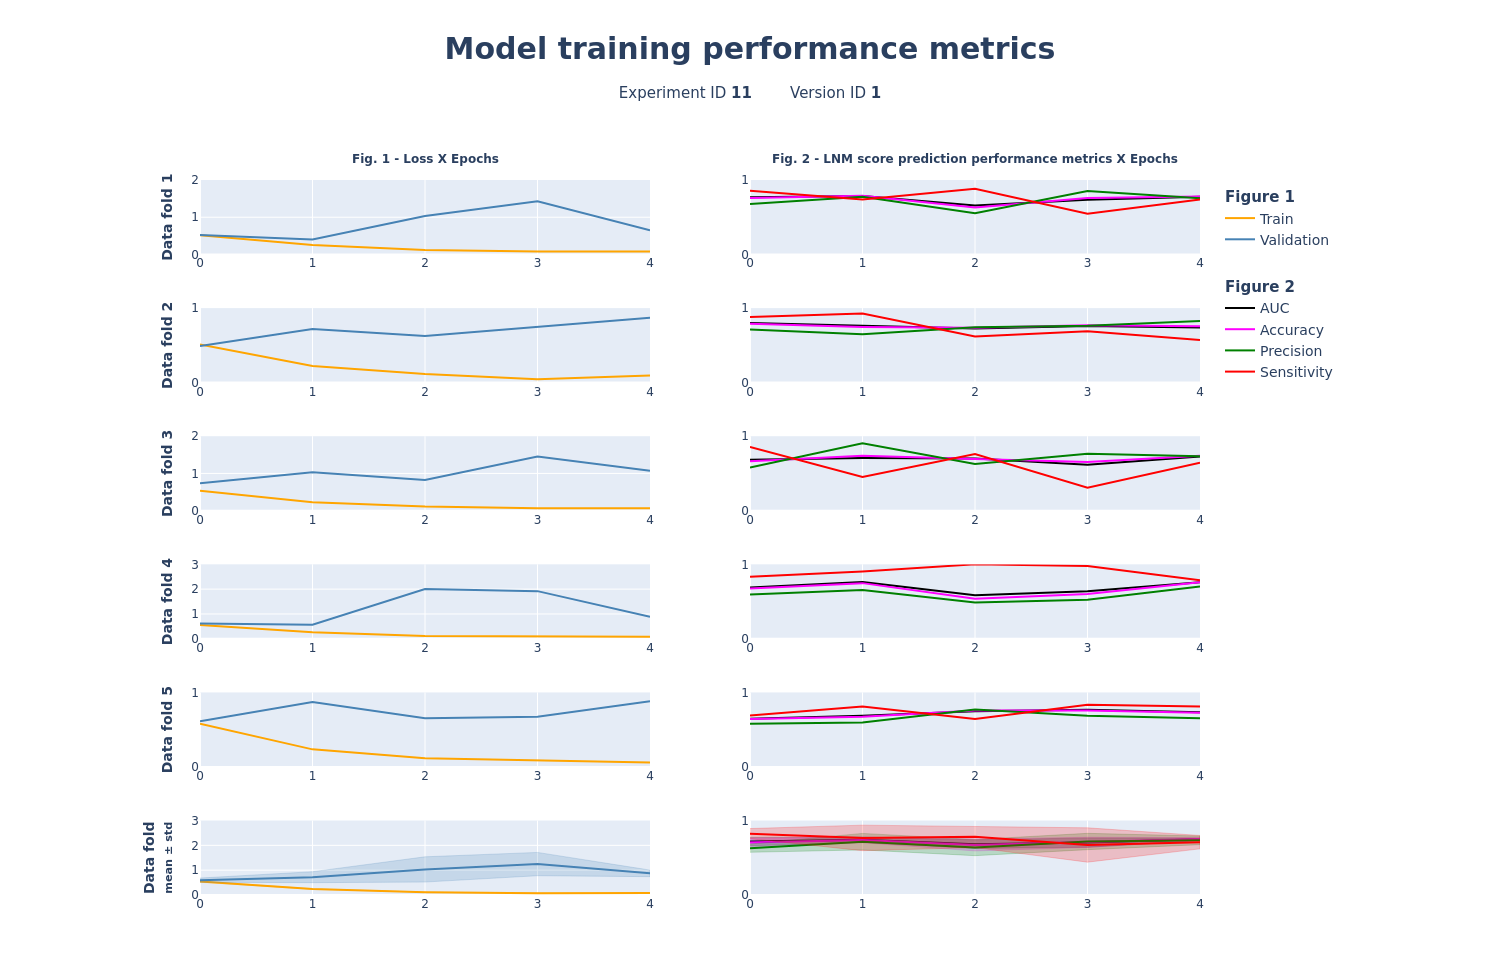 Model training performance metrics
Experiment ID 11 Version ID 1
Fig. 1 - Loss X Epochs
Fig. 2 - LNM score prediction performance metrics X Epochs
Data fold 1
2
1
0
0 1 2 3 4
1
0
0 1 2 3 4
Figure 1
Train
Validation
Figure 2
AUC
Accuracy
Precision
Sensitivity
Data fold 2
1
0
0 1 2 3 4
1
0
0 1 2 3 4
Data fold 3
2
1
0
0 1 2 3 4
1
0
0 1 2 3 4
Data fold 4
3
2
1
0
0 1 2 3 4
1
0
0 1 2 3 4
Data fold 5
1
0
0 1 2 3 4
1
0
0 1 2 3 4
Data fold
mean ± std
3
2
1
0
0 1 2 3 4
1
0
0 1 2 3 4